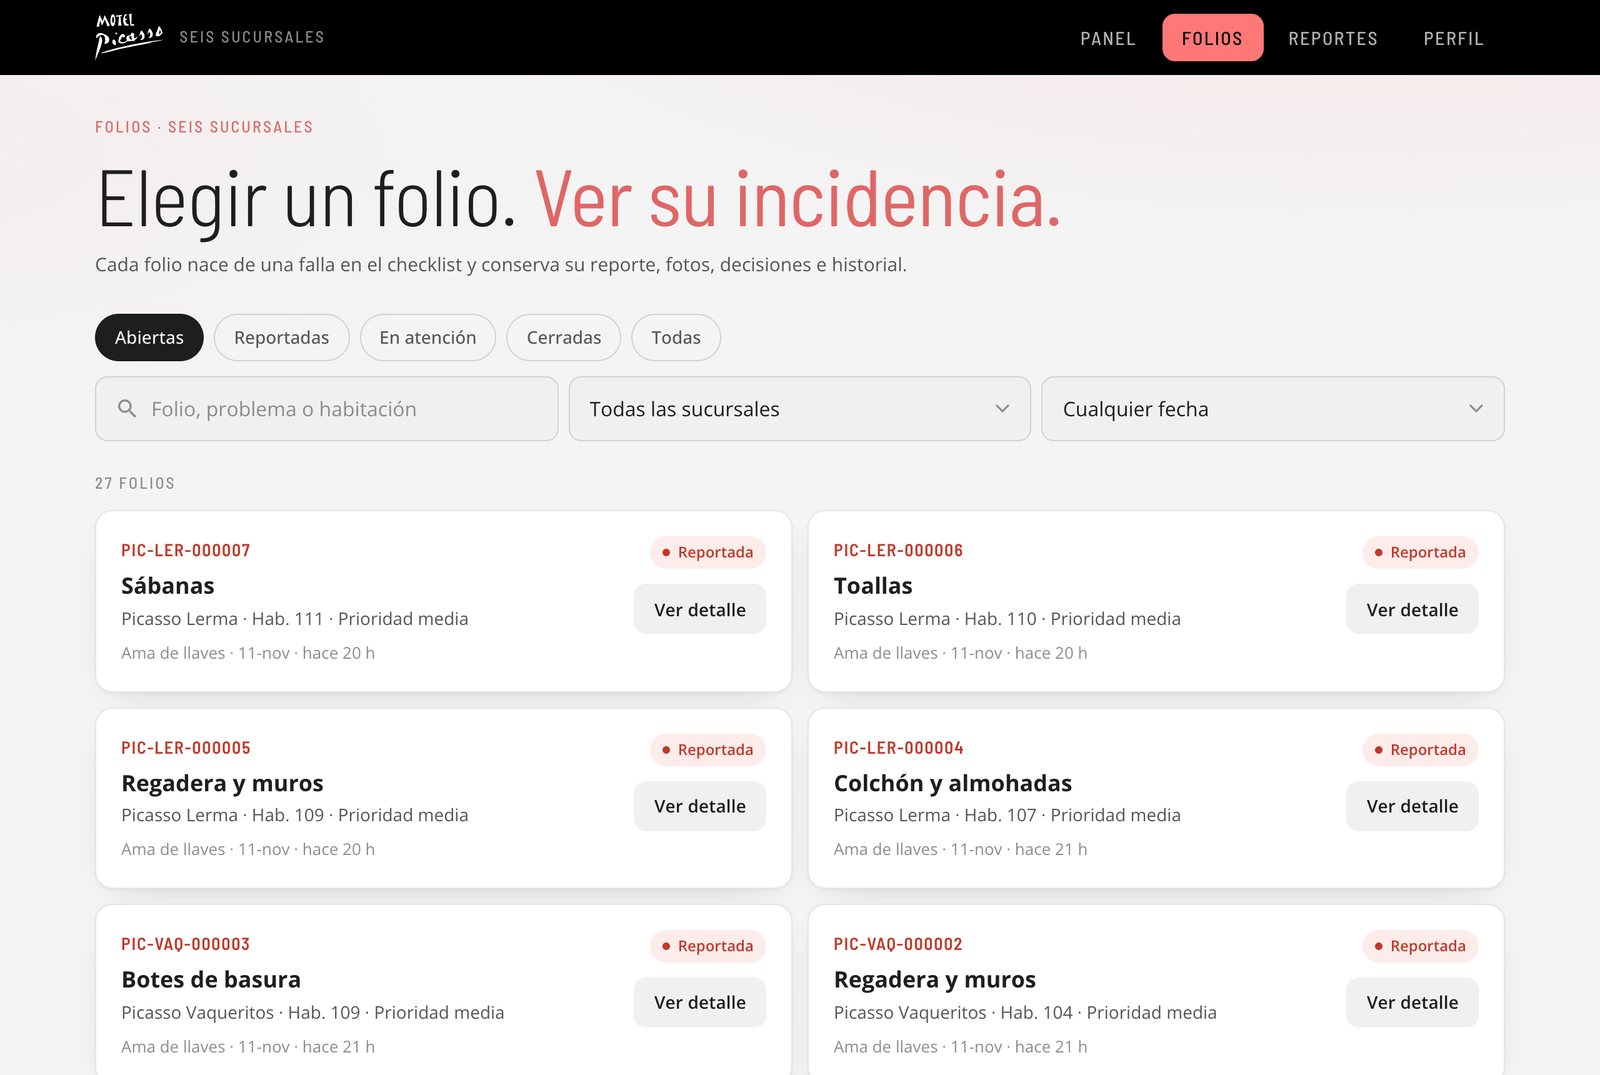 MOTEL
Picasso
SEIS SUCURSALES
PANEL
FOLIOS
REPORTES
PERFIL
FOLIOS · SEIS SUCURSALES
Elegir un folio. Ver su incidencia.
Cada folio nace de una falla en el checklist y conserva su reporte, fotos, decisiones e historial.
Abiertas
Reportadas
En atención
Cerradas
Todas
Folio, problema o habitación
Todas las sucursales
Cualquier fecha
27 FOLIOS
PIC-LER-000007
Reportada
Sábanas
Picasso Lerma · Hab. 111 · Prioridad media
Ver detalle
Ama de llaves · 11-nov · hace 20 h
PIC-LER-000006
Reportada
Toallas
Picasso Lerma · Hab. 110 · Prioridad media
Ver detalle
Ama de llaves · 11-nov · hace 20 h
PIC-LER-000005
Reportada
Regadera y muros
Picasso Lerma · Hab. 109 · Prioridad media
Ver detalle
Ama de llaves · 11-nov · hace 20 h
PIC-LER-000004
Reportada
Colchón y almohadas
Picasso Lerma · Hab. 107 · Prioridad media
Ver detalle
Ama de llaves · 11-nov · hace 21 h
PIC-VAQ-000003
Reportada
Botes de basura
Picasso Vaqueritos · Hab. 109 · Prioridad media
Ver detalle
Ama de llaves · 11-nov · hace 21 h
PIC-VAQ-000002
Reportada
Regadera y muros
Picasso Vaqueritos · Hab. 104 · Prioridad media
Ver detalle
Ama de llaves · 11-nov · hace 21 h